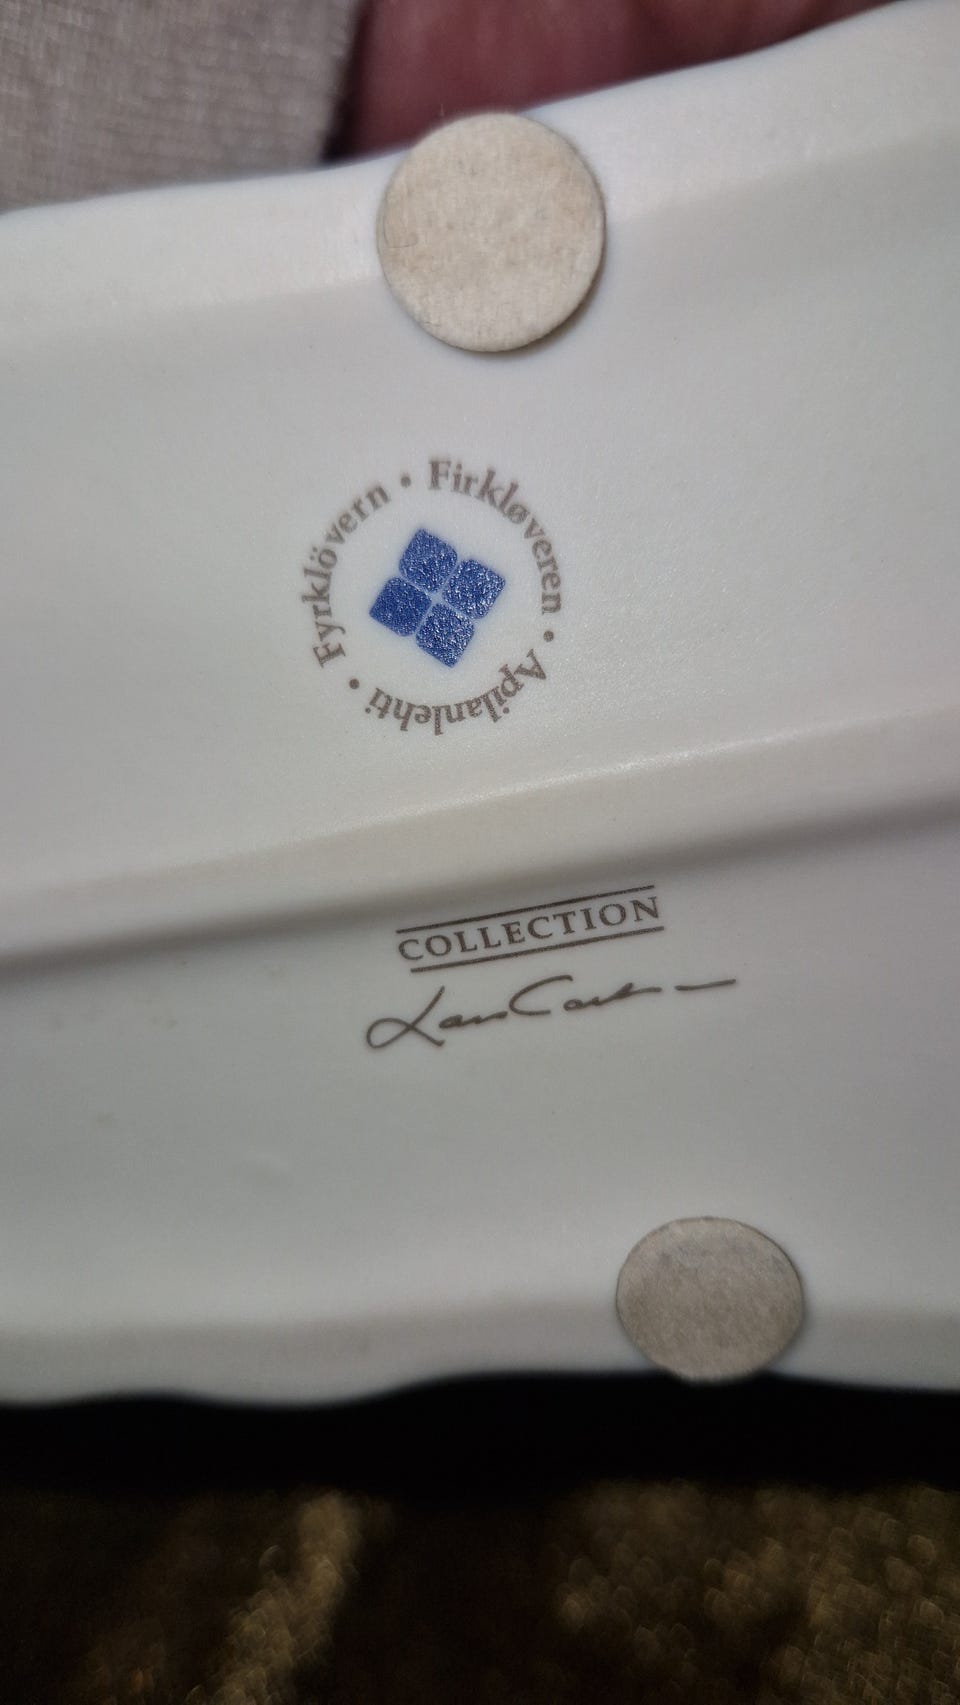 Fyrklövern • Firkløveren • Apilanlehti •
COLLECTION